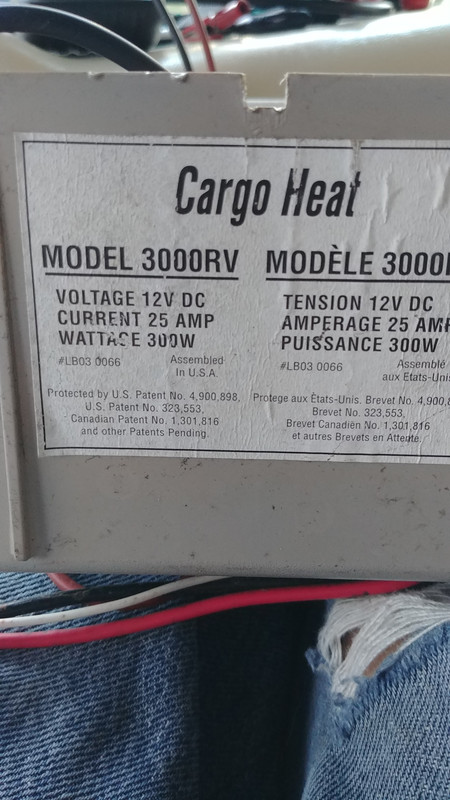 Cargo Heat
MODEL 3000RV
VOLTAGE 12V DC
CURRENT 25 AMP
WATTAGE 300W
#LB03 0066
Assembled
In U.S.A.
Protected by U.S. Patent No. 4,900,898,
U.S. Patent No. 323,553,
Canadian Patent No. 1,301,816
and other Patents Pending.
MODÈLE 3000
TENSION 12V DC
AMPERAGE 25 AM
PUISSANCE 300W
#LB03 0066
Assemblé
aux États-Unis
Protege aux États-Unis. Brevet No. 4,900,8
Brevet No. 323,553,
Brevet Canadien No. 1,301,816
et autres Brevets en Attente.